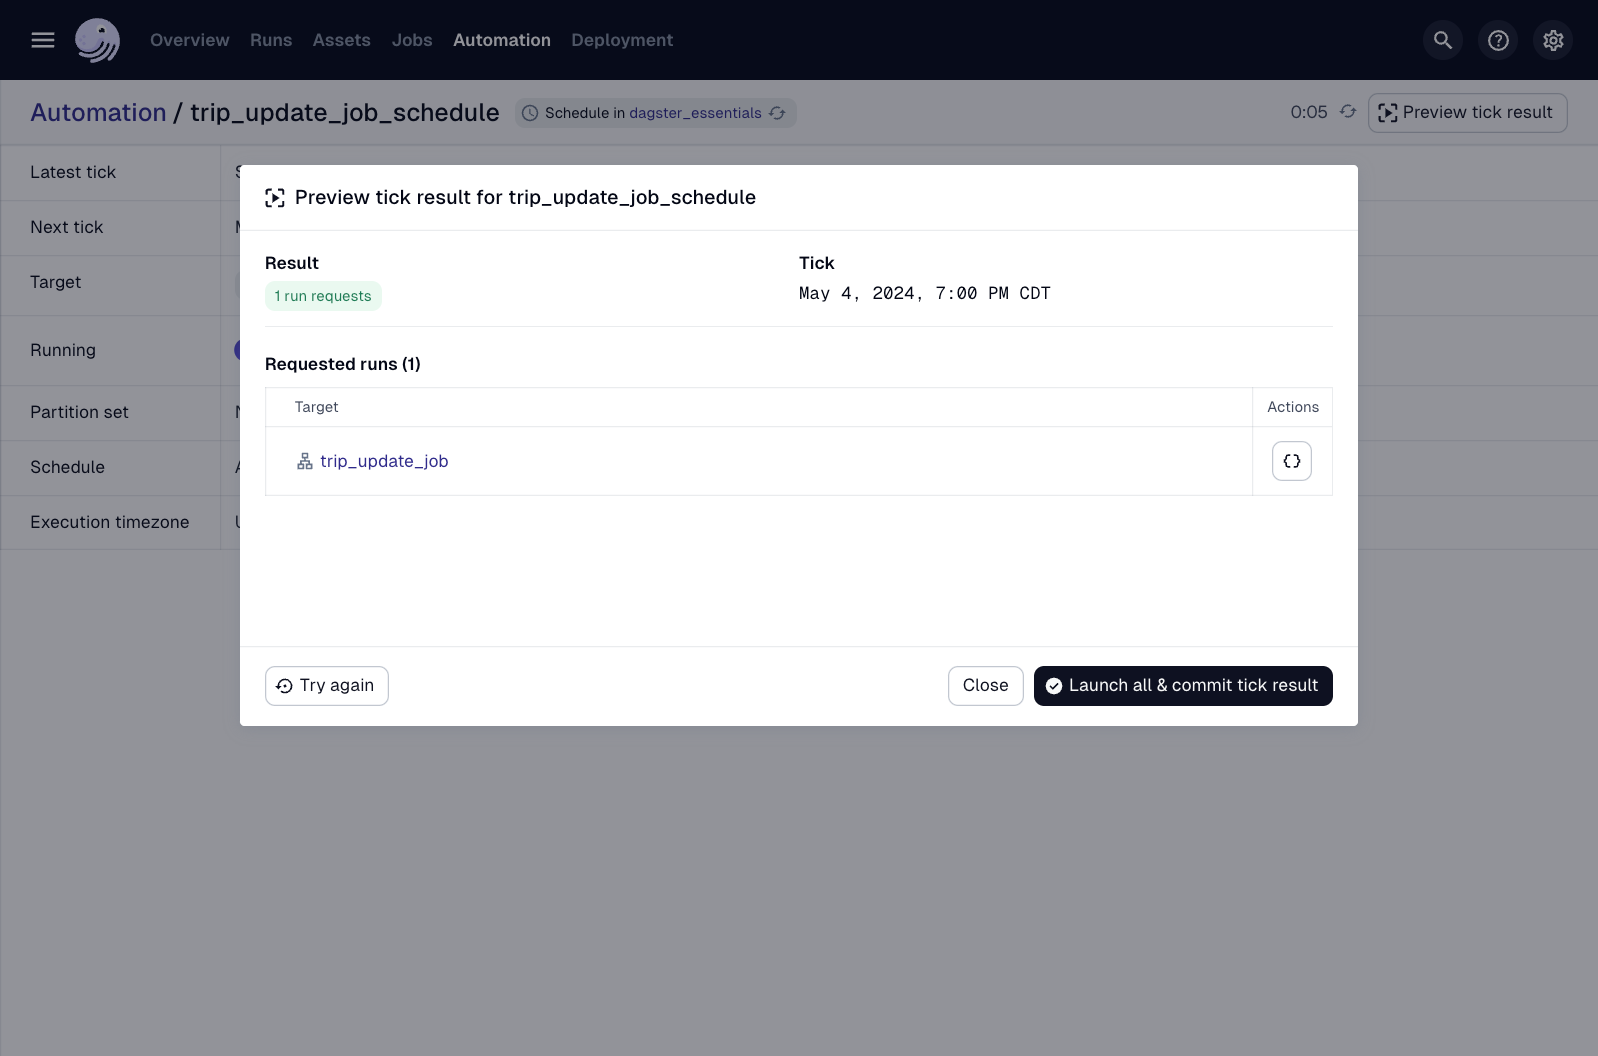 Overview Runs Assets Jobs Automation Deployment
Automation / trip_update_job_schedule Schedule in dagster_essentials 0:05 Preview tick result
Latest tick
Next tick
Target
Running
Partition set
Schedule
Execution timezone
Preview tick result for trip_update_job_schedule
Result Tick
1 run requests May 4, 2024, 7:00 PM CDT
Requested runs (1)
Target Actions
trip_update_job {}
Try again Close Launch all & commit tick result